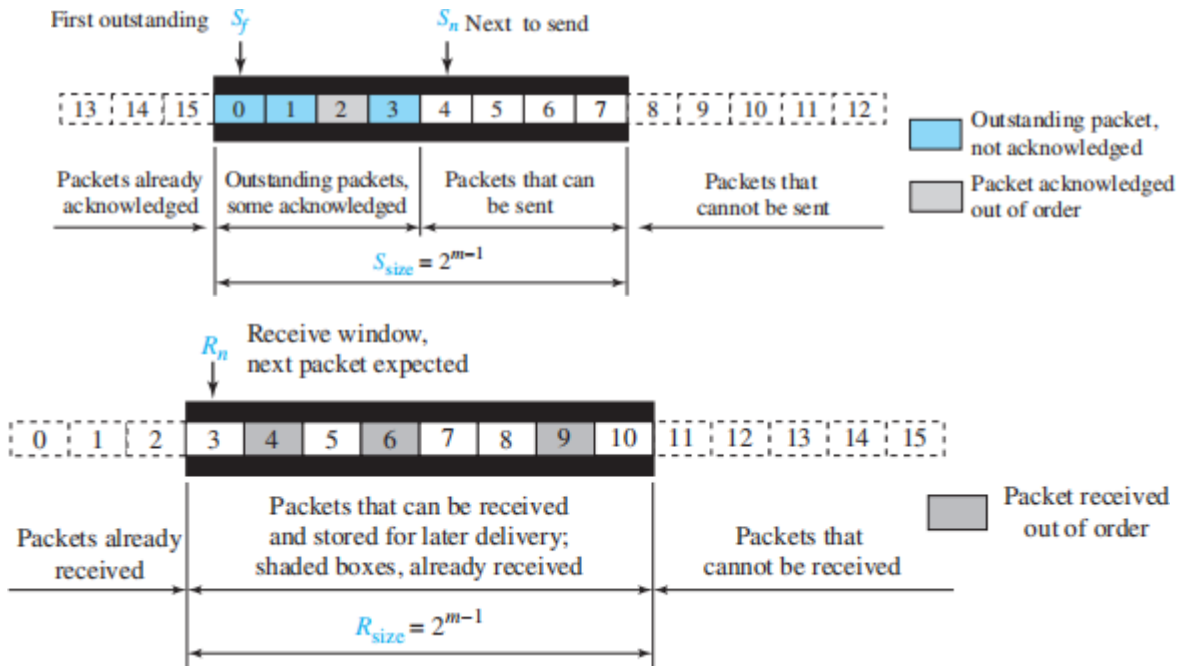 First outstanding S_f S_n Next to send
13 14 15 0 1 2 3 4 5 6 7 8 9 10 11 12
Outstanding packet,
not acknowledged
Packet acknowledged
out of order
Packets already
acknowledged
Outstanding packets,
some acknowledged
Packets that can
be sent
Packets that
cannot be sent
S_size = 2^{m−1}
R_n Receive window,
next packet expected
0 1 2 3 4 5 6 7 8 9 10 11 12 13 14 15
Packet received
out of order
Packets already
received
Packets that can be received
and stored for later delivery;
shaded boxes, already received
Packets that
cannot be received
R_size = 2^{m−1}